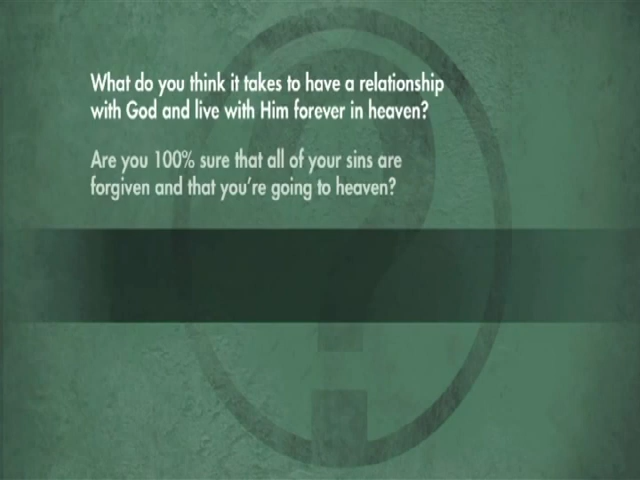 What do you think it takes to have a relationship
with God and live with Him forever in heaven?
Are you 100% sure that all of your sins are
forgiven and that you're going to heaven?